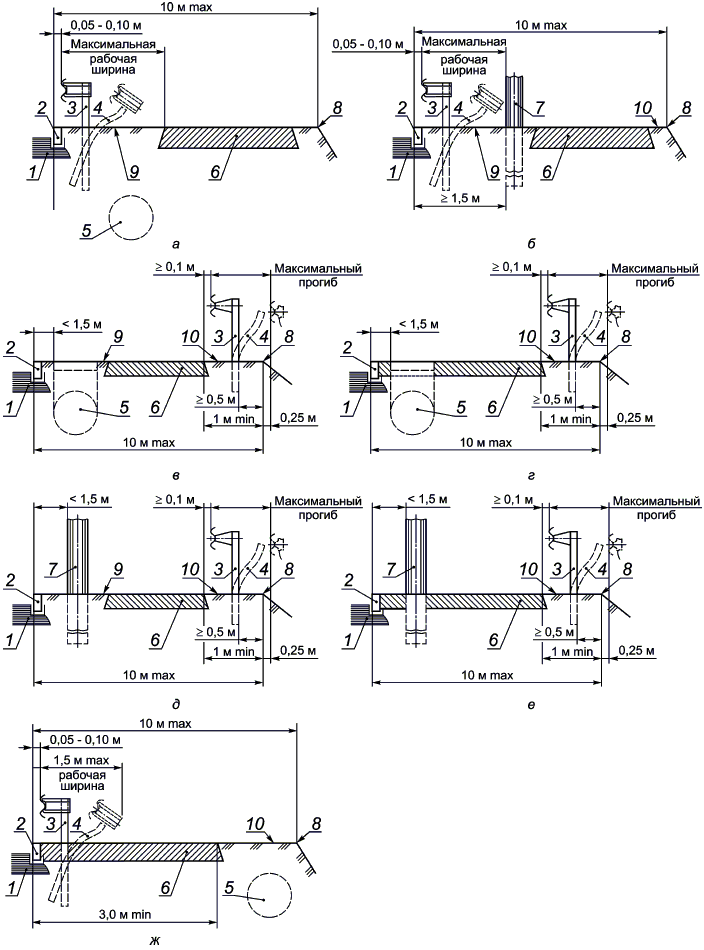 10 м max
0,05 - 0,10 м
Максимальная
рабочая
ширина
2
3
4
8
1
9
6
5
а
10 м max
0,05 - 0,10 м
Максимальная
рабочая
ширина
2
3
4
7
10
8
1
9
6
≥ 1,5 м
б
≥ 0,1 м
Максимальный
прогиб
< 1,5 м
2
9
10
3
4
8
1
5
6
≥ 0,5 м
1 м min
0,25 м
10 м max
в
≥ 0,1 м
Максимальный
прогиб
< 1,5 м
2
10
3
4
8
1
5
6
≥ 0,5 м
1 м min
0,25 м
10 м max
г
< 1,5 м
≥ 0,1 м
Максимальный
прогиб
2
7
9
10
3
4
8
1
6
≥ 0,5 м
1 м min
0,25 м
10 м max
д
< 1,5 м
≥ 0,1 м
Максимальный
прогиб
2
7
10
3
4
8
1
6
≥ 0,5 м
1 м min
0,25 м
10 м max
е
10 м max
0,05 - 0,10 м
1,5 м max
рабочая
ширина
2
3
4
10
8
1
6
5
3,0 м min
ж